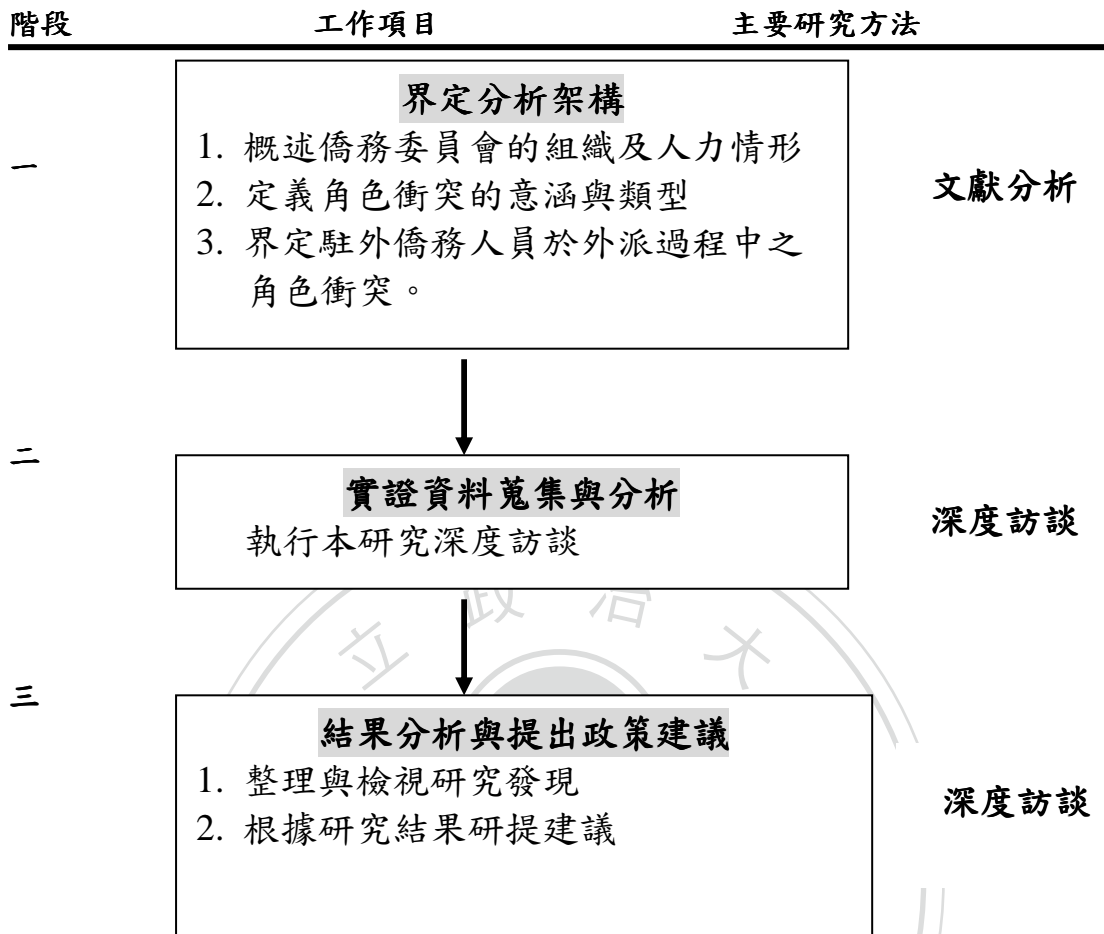 階段 工作項目 主要研究方法
一
界定分析架構
1. 概述僑務委員會的組織及人力情形
2. 定義角色衝突的意涵與類型
3. 界定駐外僑務人員於外派過程中之
角色衝突。
文獻分析
二
實證資料蒐集與分析
執行本研究深度訪談
深度訪談
立政治大
三
結果分析與提出政策建議
1. 整理與檢視研究發現
2. 根據研究結果研提建議
深度訪談